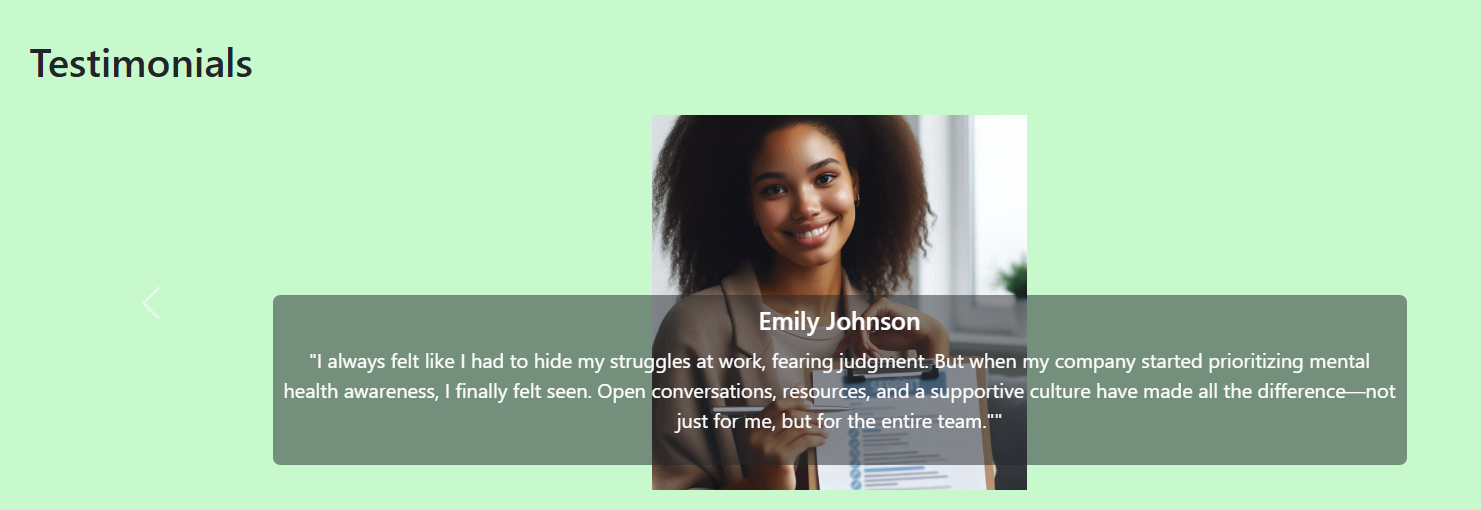 Testimonials
Emily Johnson
"I always felt like I had to hide my struggles at work, fearing judgment. But when my company started prioritizing mental
health awareness, I finally felt seen. Open conversations, resources, and a supportive culture have made all the difference—not
just for me, but for the entire team.""